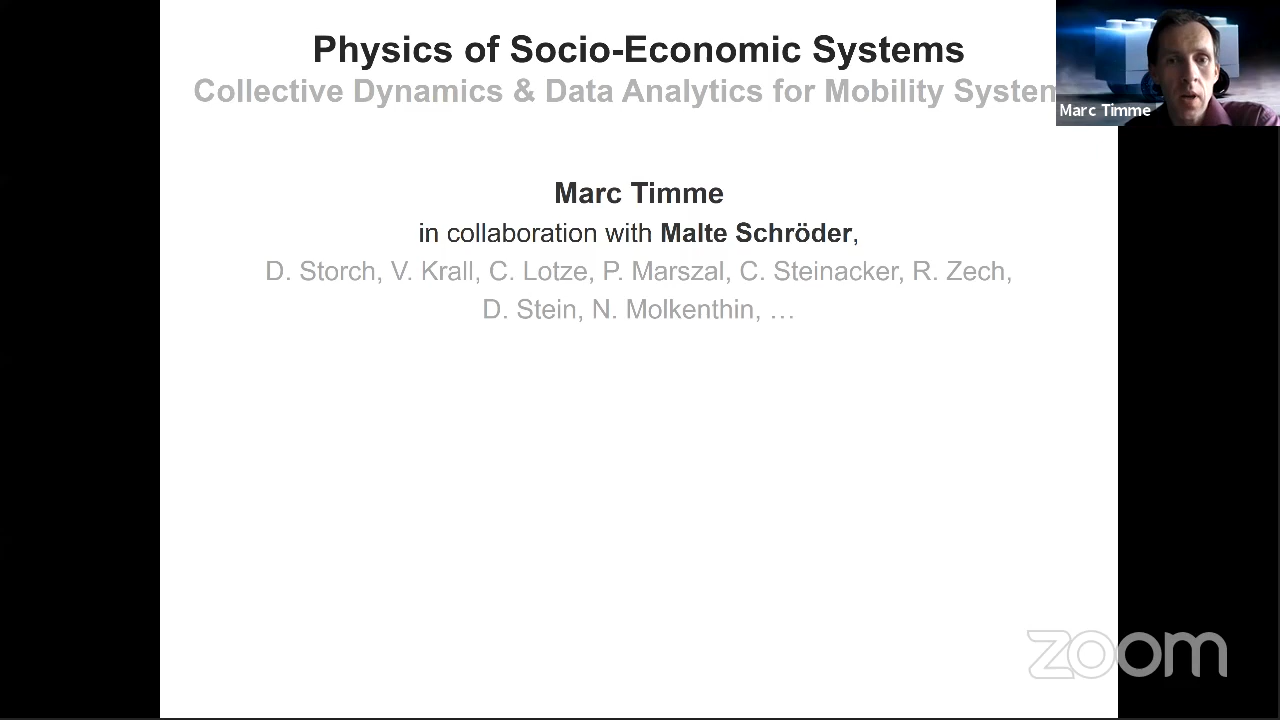 Physics of Socio-Economic Systems
Collective Dynamics & Data Analytics for Mobility System
Marc Timme
Marc Timme
in collaboration with Malte Schröder,
D. Storch, V. Krall, C. Lotze, P. Marszal, C. Steinacker, R. Zech,
D. Stein, N. Molkenthin, …
zoom